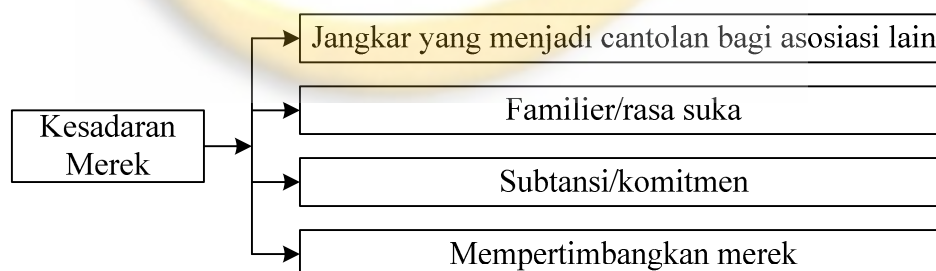 Jangkar yang menjadi cantolan bagi asosiasi lain
Familier/rasa suka
Kesadaran
Merek
Subtansi/komitmen
Mempertimbangkan merek